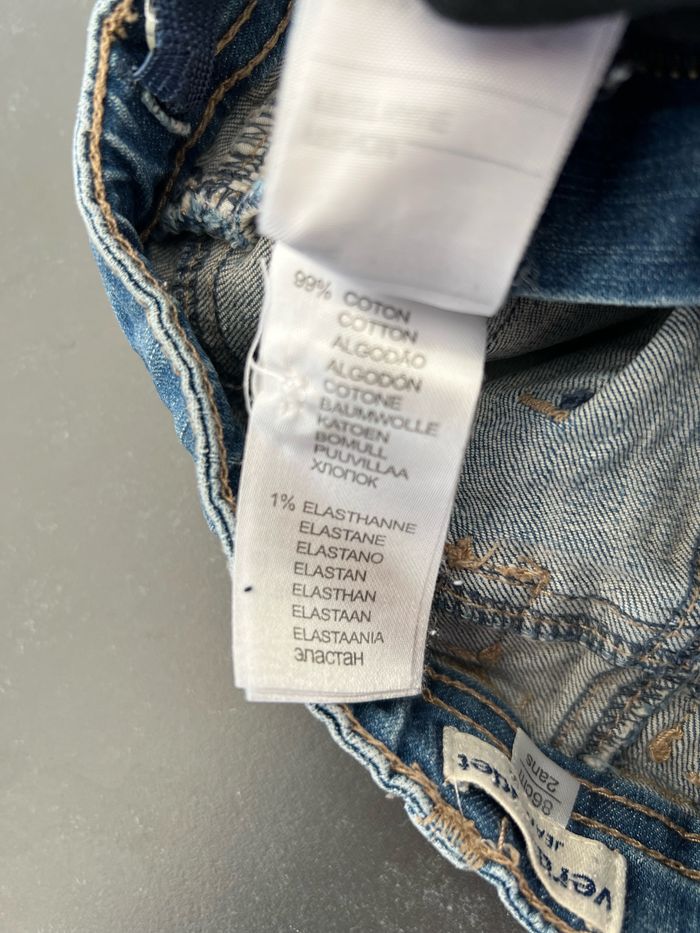 99% COTON
COTTON
ALGODÃO
ALGODÓN
COTONE
BAUMWOLLE
KATOEN
BOMULL
PUUVILLAA
ХЛОПОК
1% ELASTHANNE
ELASTANE
ELASTANO
ELASTAN
ELASTHAN
ELASTAAN
ELASTAANIA
ЭЛАСТАН
86cm
2ans